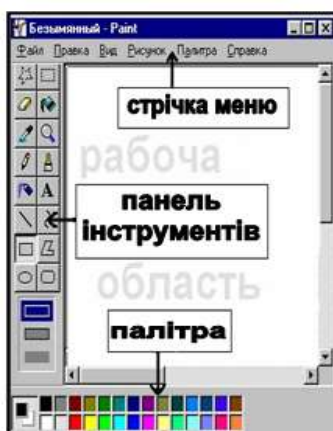 Безымянный - Paint
Файл Правка Вид Рисунок Палитра Справка
стрічка меню
рабоча
A
панель
інструментів
область
палітра